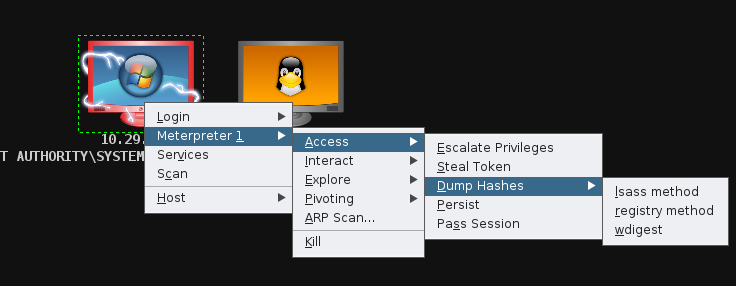 10.29.
T AUTHORITY\SYSTEM
Login
Meterpreter 1
Services
Scan
Host
Access
Interact
Explore
Pivoting
ARP Scan...
Kill
Escalate Privileges
Steal Token
Dump Hashes
Persist
Pass Session
lsass method
registry method
wdigest